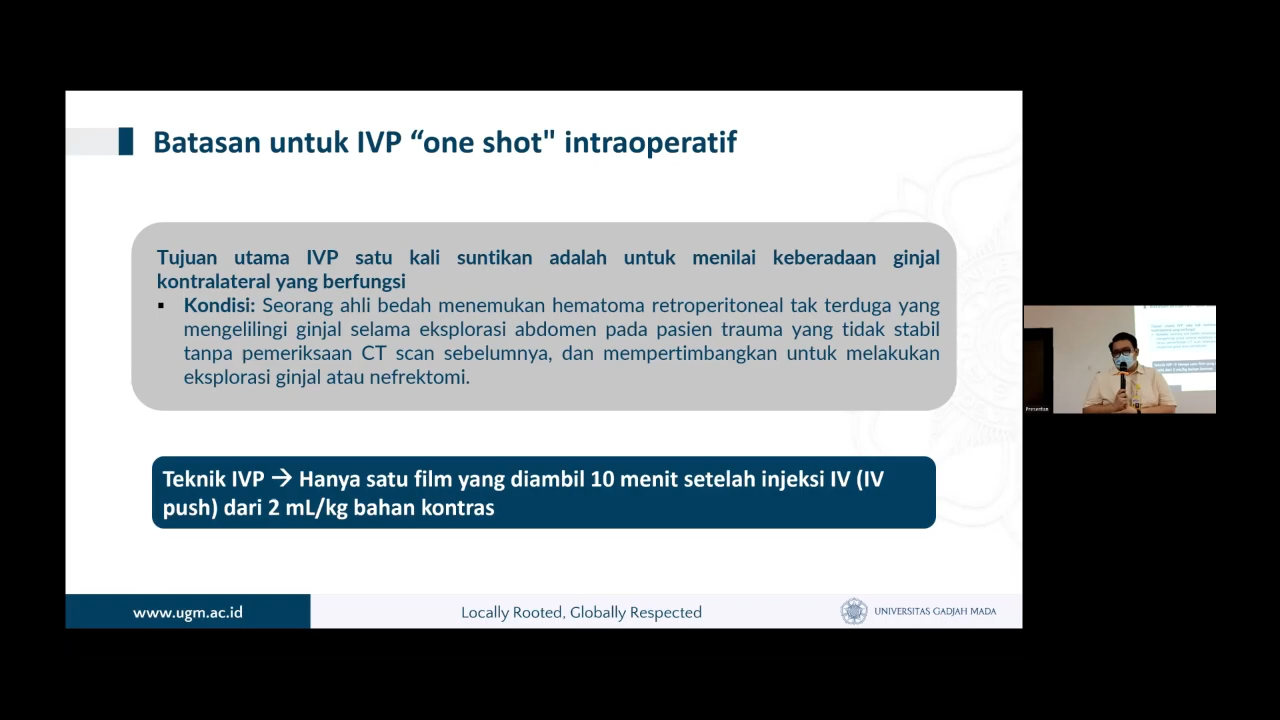 Batasan untuk IVP “one shot" intraoperatif
Tujuan utama IVP satu kali suntikan adalah untuk menilai keberadaan ginjal
kontralateral yang berfungsi
▪ Kondisi: Seorang ahli bedah menemukan hematoma retroperitoneal tak terduga yang
mengelilingi ginjal selama eksplorasi abdomen pada pasien trauma yang tidak stabil
tanpa pemeriksaan CT scan sebelumnya, dan mempertimbangkan untuk melakukan
eksplorasi ginjal atau nefrektomi.
Teknik IVP → Hanya satu film yang diambil 10 menit setelah injeksi IV (IV
push) dari 2 mL/kg bahan kontras
www.ugm.ac.id
Locally Rooted, Globally Respected
UNIVERSITAS GADJAH MADA